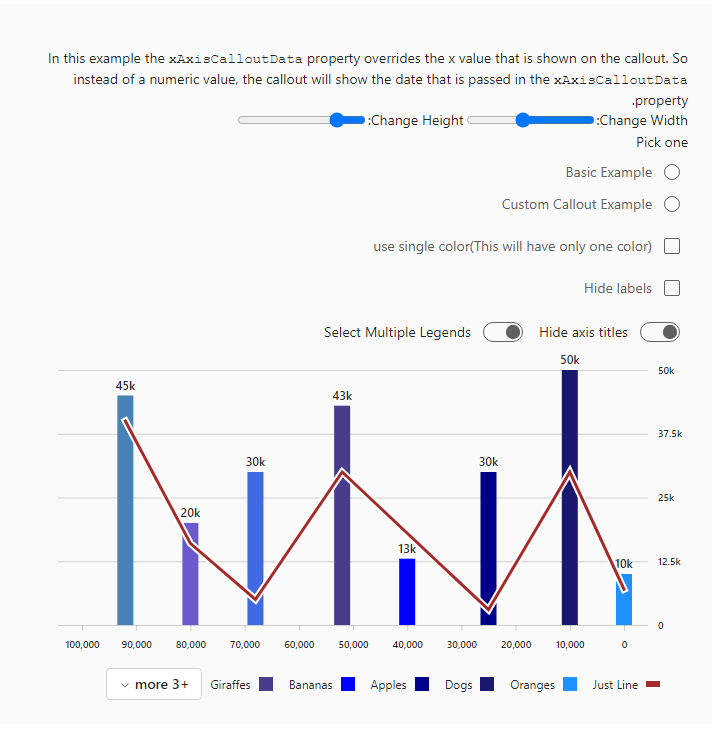 In this example the xAxisCalloutData property overrides the x value that is shown on the callout. So
instead of a numeric value, the callout will show the date that is passed in the xAxisCalloutData
.property
:Change Height :Change Width
Pick one
Basic Example
Custom Callout Example
use single color(This will have only one color)
Hide labels
Select Multiple Legends Hide axis titles
50k
45k 50k
43k 37.5k
30k 30k
20k 25k
13k 12.5k
10k
0
100,000 90,000 80,000 70,000 60,000 50,000 40,000 30,000 20,000 10,000 0
more 3+ Giraffes Bananas Apples Dogs Oranges Just Line